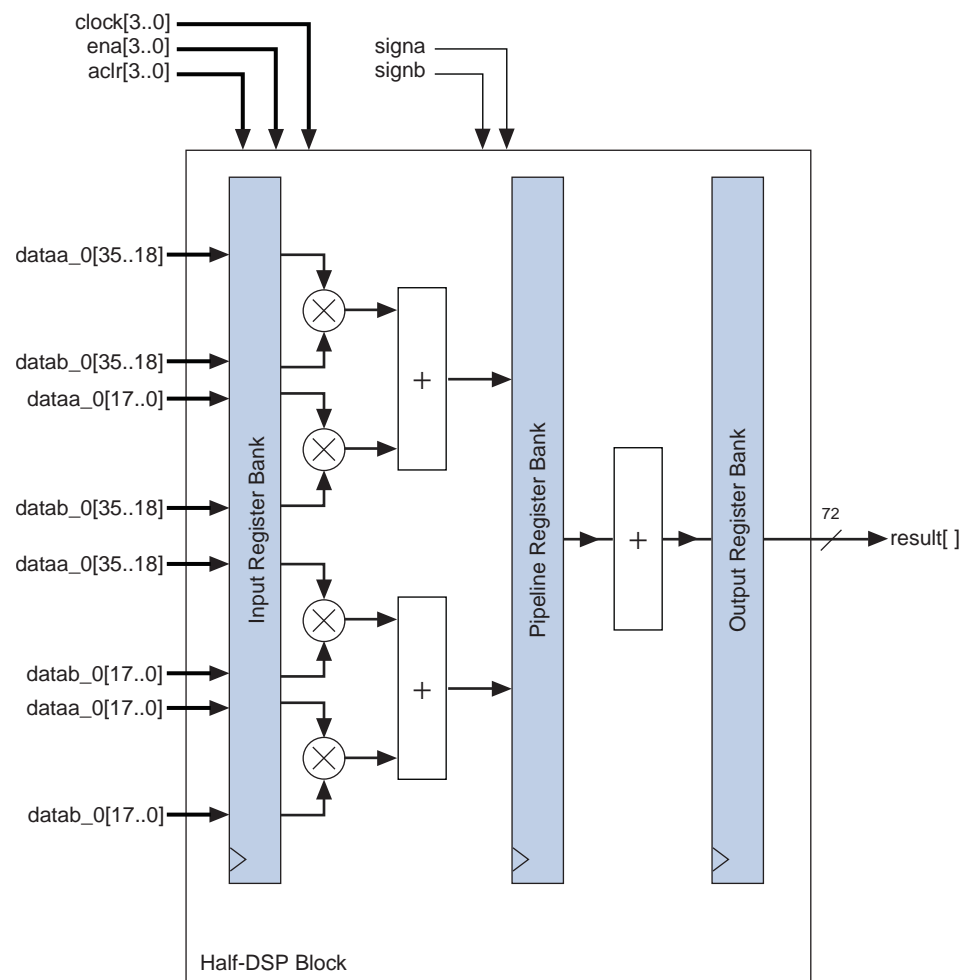 clock[3..0]
ena[3..0]
aclr[3..0]
signa
signb
dataa_0[35..18]
datab_0[35..18]
dataa_0[17..0]
datab_0[35..18]
dataa_0[35..18]
datab_0[17..0]
dataa_0[17..0]
datab_0[17..0]
Input Register Bank
+
+
Pipeline Register Bank
+
Output Register Bank
72
result[ ]
Half-DSP Block